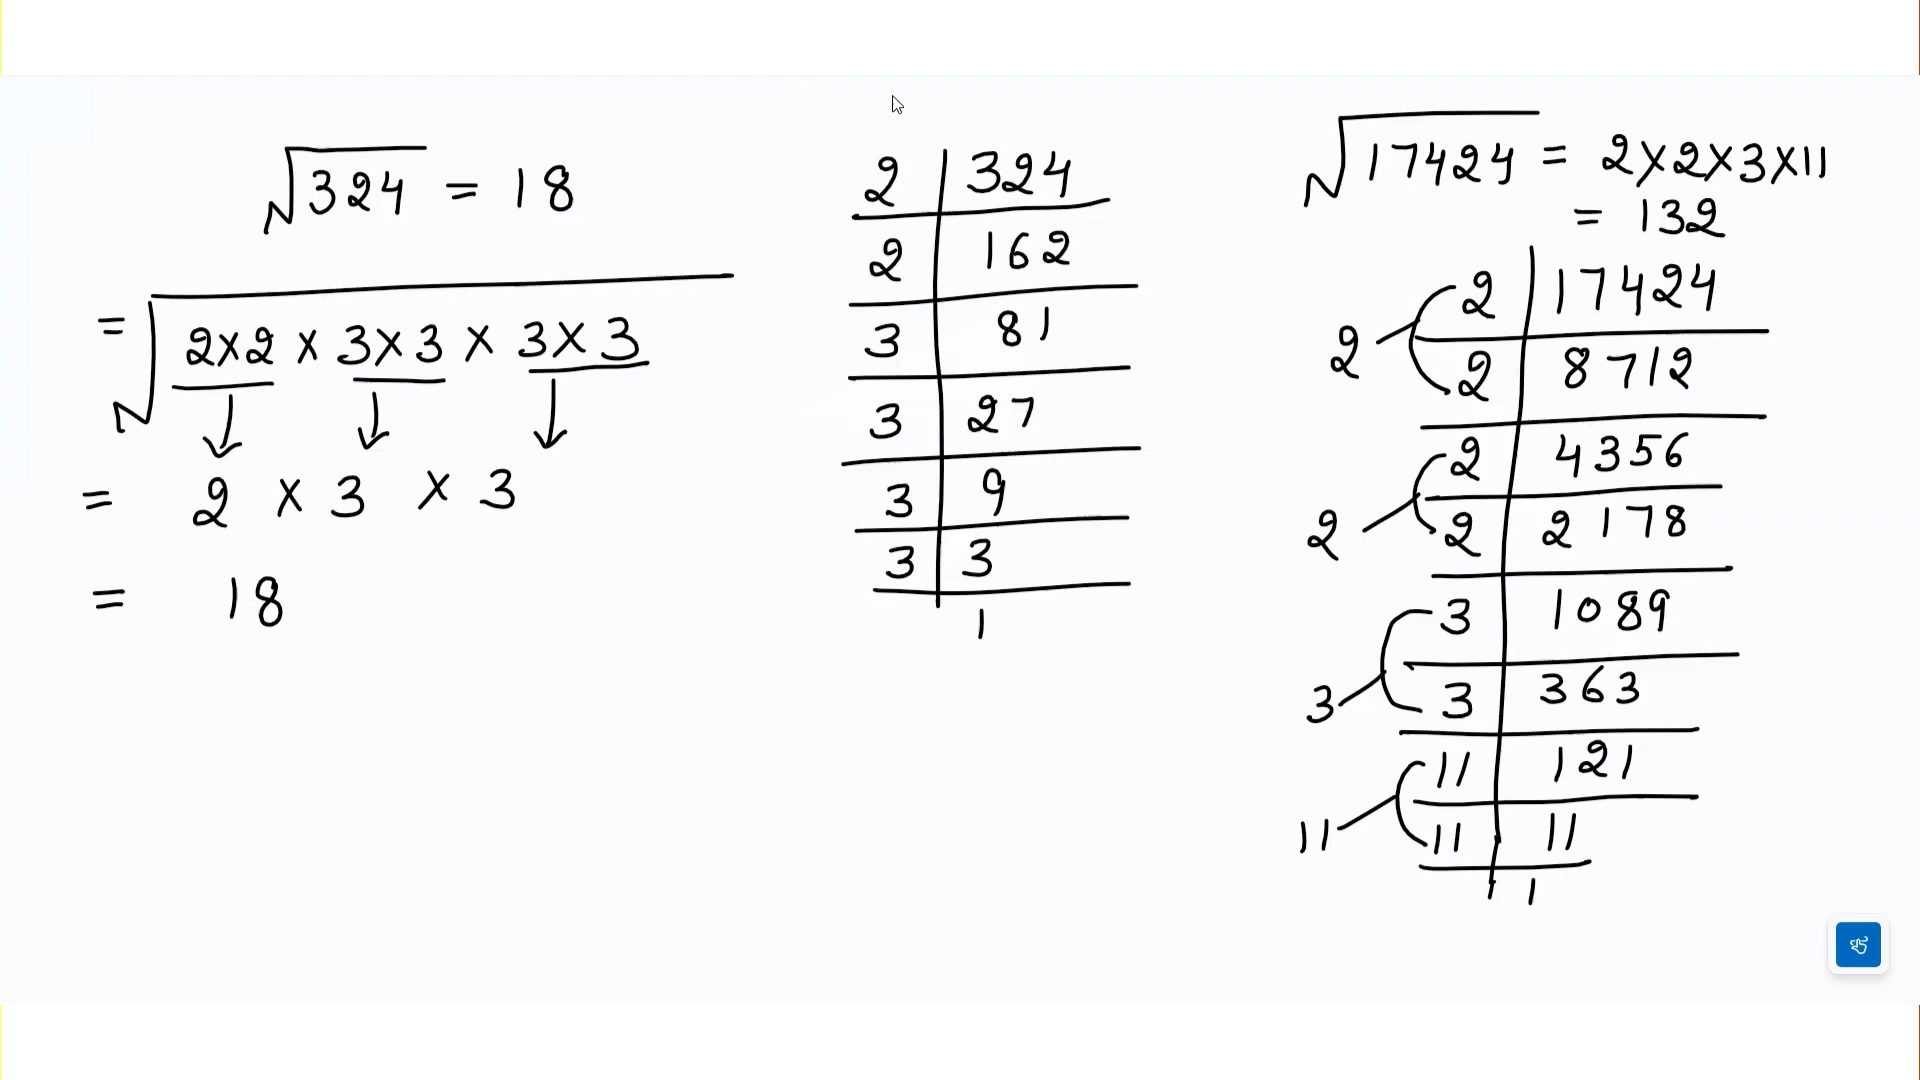 √324 = 18
= √2×2 × 3×3 × 3×3
= 2 × 3 × 3
= 18
2 | 324
2 | 162
3 | 81
3 | 27
3 | 9
3 | 3
1
√17424 = 2×2×3×11
= 132
2 | 17424
2
2 | 8712
2 | 4356
2
2 | 2178
3 | 1089
3
3 | 363
11 | 121
11
11 | 11
1